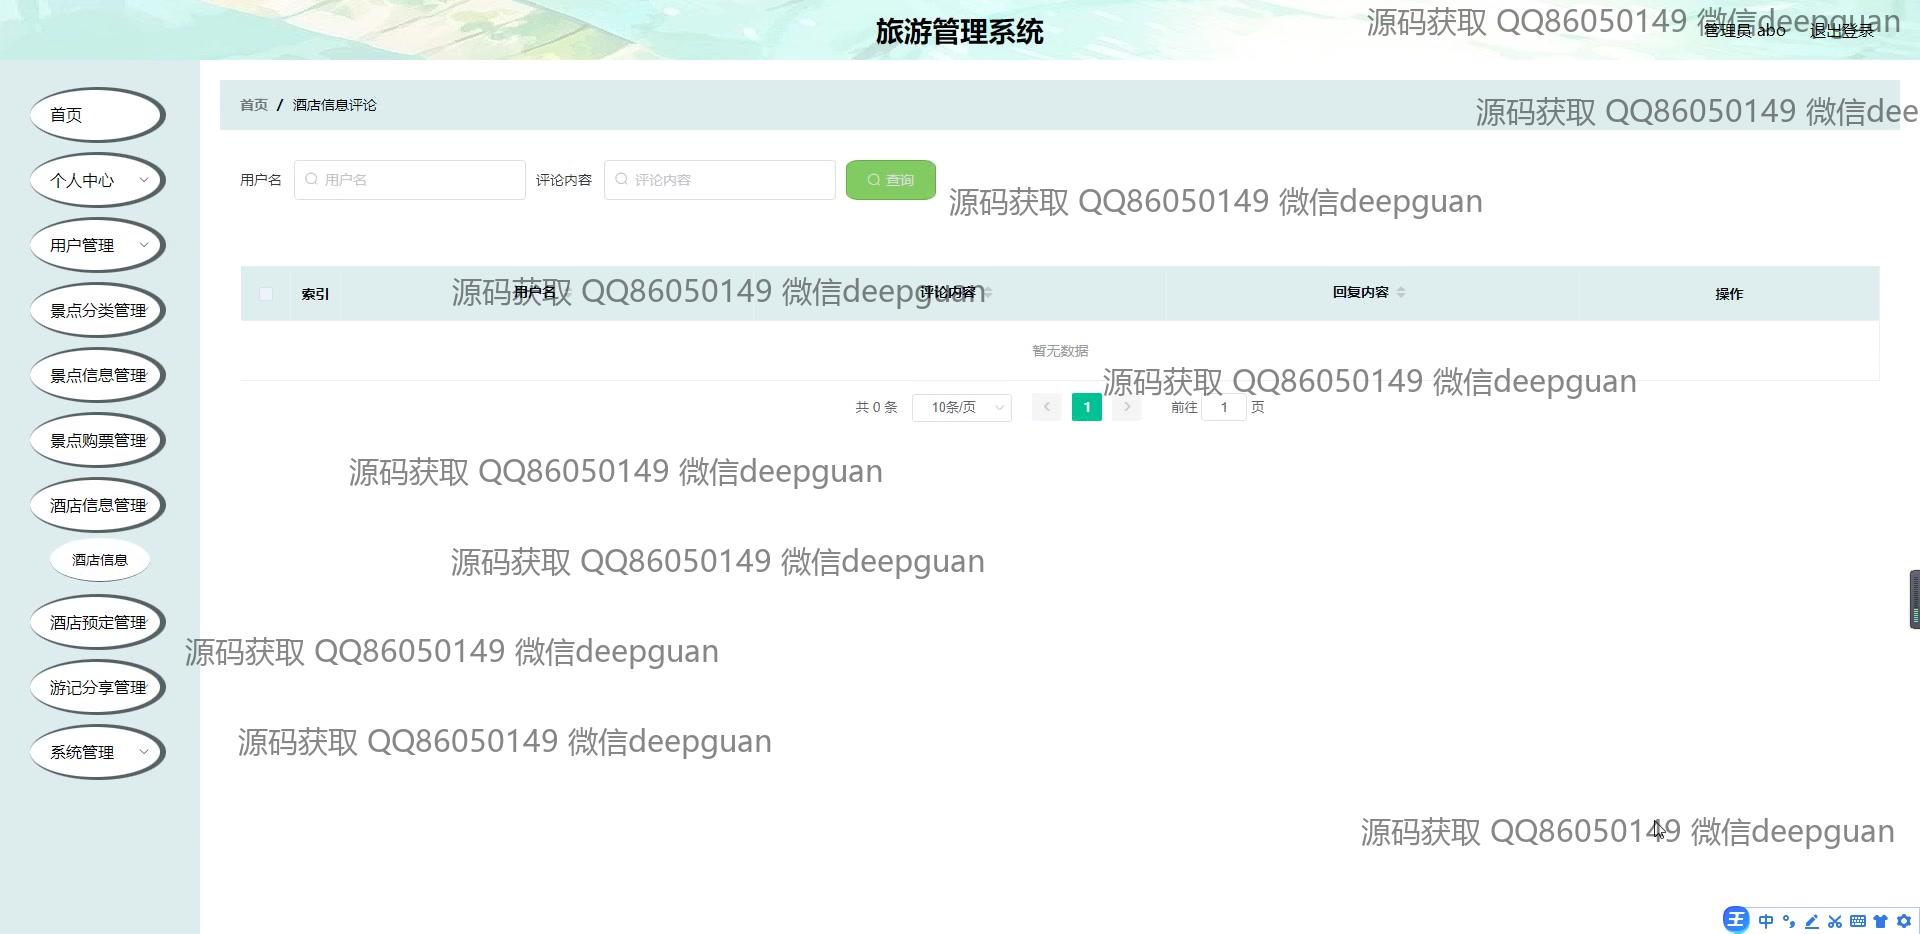 旅游管理系统
源码获取 QQ86050149 微信deepguan
管理员 abo
退出登录
首页 / 酒店信息评论
源码获取 QQ86050149 微信dee
首页
个人中心
用户管理
景点分类管理
景点信息管理
景点购票管理
酒店信息管理
酒店信息
酒店预定管理
游记分享管理
系统管理
用户名 用户名 评论内容 评论内容 查询
源码获取 QQ86050149 微信deepguan
索引 用户名 评论内容 回复内容 操作
源码获取 QQ86050149 微信deepguan
暂无数据
源码获取 QQ86050149 微信deepguan
共 0 条 10条/页 1 前往 1 页
源码获取 QQ86050149 微信deepguan
源码获取 QQ86050149 微信deepguan
源码获取 QQ86050149 微信deepguan
源码获取 QQ86050149 微信deepguan
源码获取 QQ86050149 微信deepguan
王 中